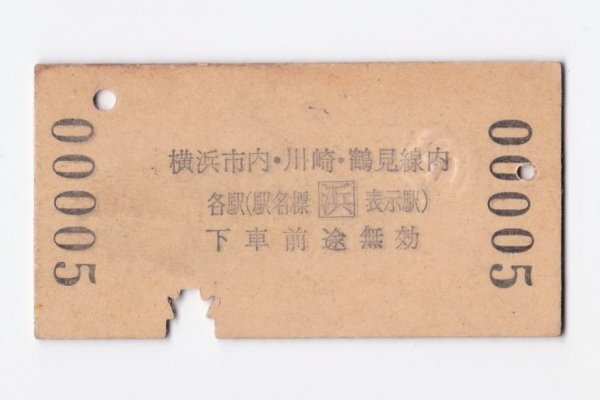 00005
横浜市内・川崎・鶴見線内
各駅(駅名標 浜 表示駅)
下車前途無効
00005